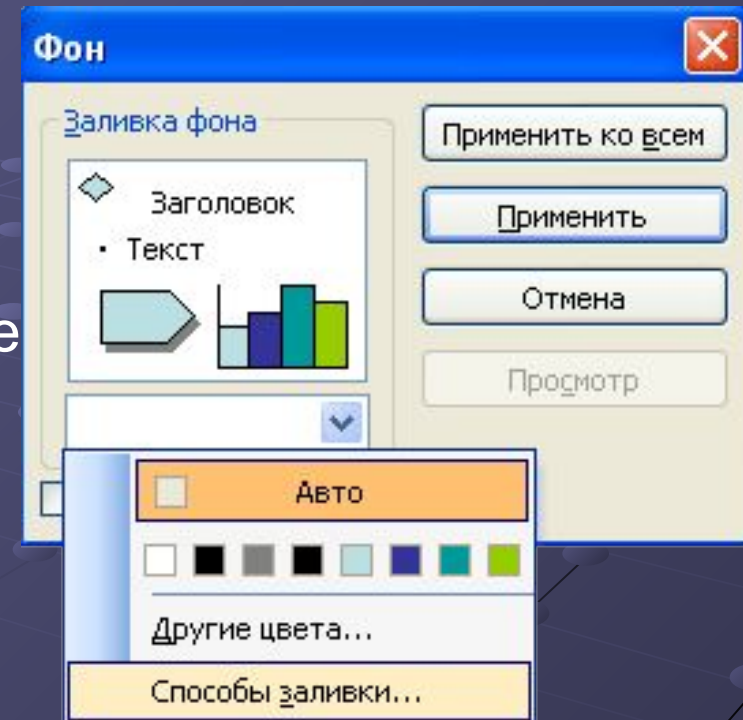 Фон
Заливка фона
Заголовок
• Текст
Применить ко всем
Применить
Отмена
Просмотр
е
Авто
Другие цвета...
Способы заливки...